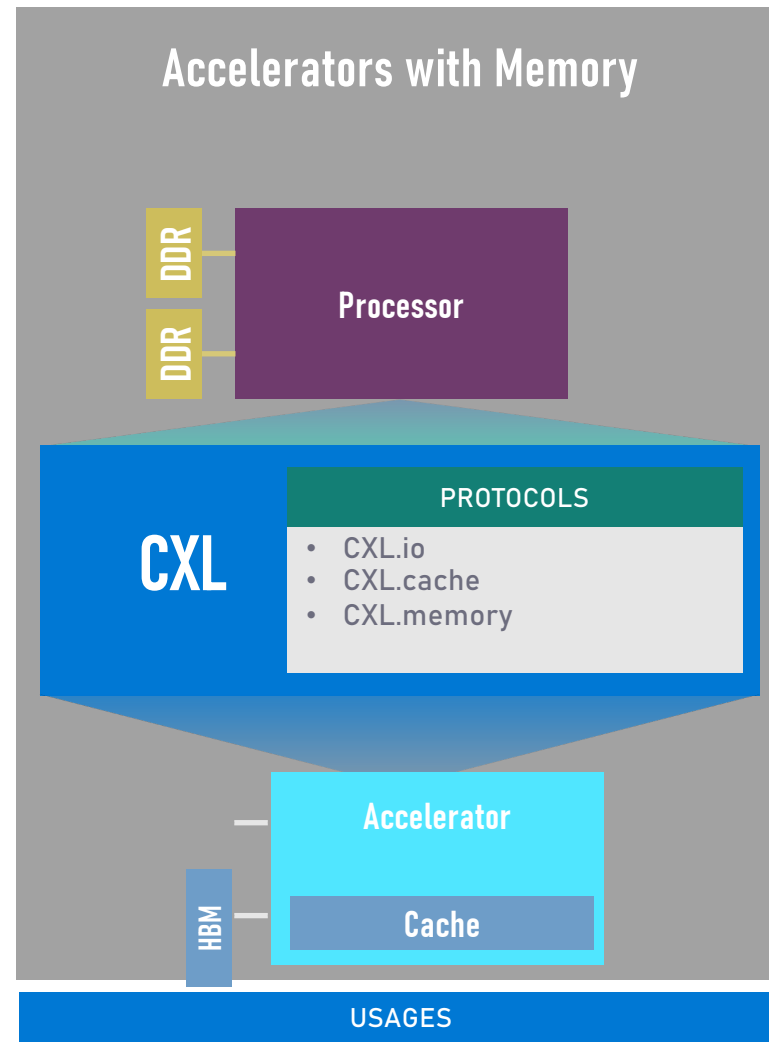 Accelerators with Memory
DDR
Processor
DDR
CXL
PROTOCOLS
• CXL.io
• CXL.cache
• CXL.memory
Accelerator
HBM
Cache
USAGES